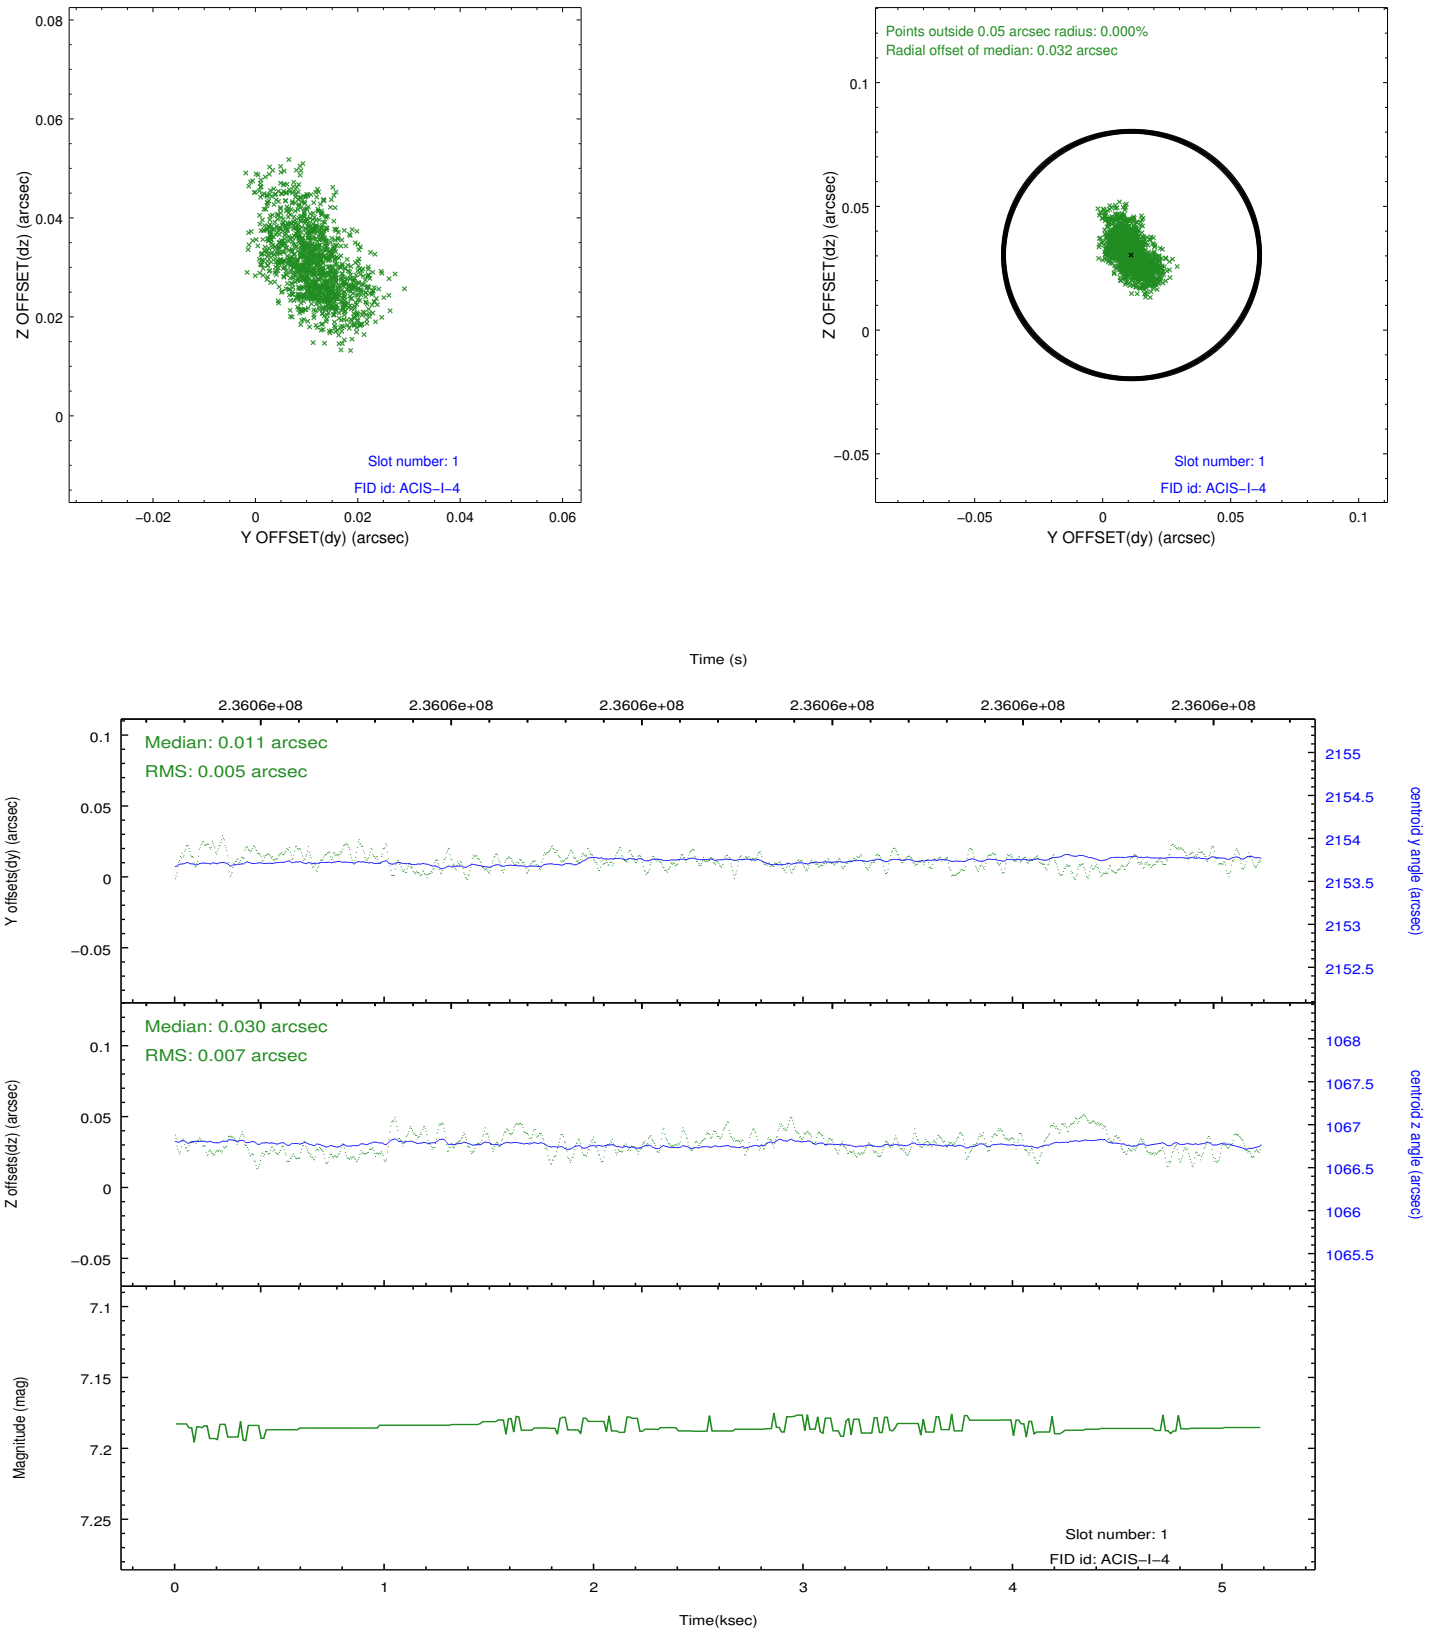 0.08
0.06
0.04
0.02
0
Z OFFSET(dz) (arcsec)
Slot number: 1
FID id: ACIS−I−4
−0.02 0 0.02 0.04 0.06
Y OFFSET(dy) (arcsec)
Points outside 0.05 arcsec radius: 0.000%
Radial offset of median: 0.032 arcsec
0.1
0.05
0
−0.05
Z OFFSET(dz) (arcsec)
Slot number: 1
FID id: ACIS−I−4
−0.05 0 0.05 0.1
Y OFFSET(dy) (arcsec)
Time (s)
2.3606e+08 2.3606e+08 2.3606e+08 2.3606e+08 2.3606e+08 2.3606e+08
Median: 0.011 arcsec
RMS: 0.005 arcsec
0.1
0.05
0
−0.05
Y offsets(dy) (arcsec)
2155
2154.5
2154
2153.5
2153
2152.5
centroid y angle (arcsec)
Median: 0.030 arcsec
RMS: 0.007 arcsec
0.1
0.05
0
−0.05
Z offsets(dz) (arcsec)
1068
1067.5
1067
1066.5
1066
1065.5
centroid z angle (arcsec)
7.1
7.15
7.2
7.25
Magnitude (mag)
Slot number: 1
FID id: ACIS−I−4
0 1 2 3 4 5
Time(ksec)